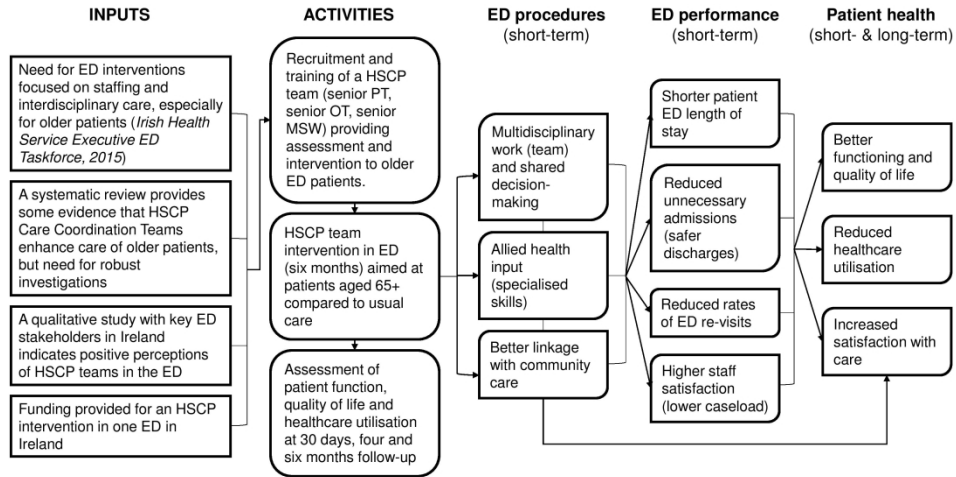 INPUTS
Need for ED interventions
focused on staffing and
interdisciplinary care, especially
for older patients (Irish Health
Service Executive ED
Taskforce, 2015)
A systematic review provides
some evidence that HSCP
Care Coordination Teams
enhance care of older patients,
but need for robust
investigations
A qualitative study with key ED
stakeholders in Ireland
indicates positive perceptions
of HSCP teams in the ED
Funding provided for an HSCP
intervention in one ED in
Ireland
ACTIVITIES
Recruitment and
training of a HSCP
team (senior PT,
senior OT, senior
MSW) providing
assessment and
intervention to older
ED patients.
HSCP team
intervention in ED
(six months) aimed at
patients aged 65+
compared to usual
care
Assessment of
patient function,
quality of life and
healthcare utilisation
at 30 days, four and
six months follow-up
ED procedures
(short-term)
Multidisciplinary
work (team)
and shared
decision-
making
Allied health
input
(specialised
skills)
Better linkage
with community
care
ED performance
(short-term)
Shorter patient
ED length of
stay
Reduced
unnecessary
admissions
(safer
discharges)
Reduced rates
of ED re-visits
Higher staff
satisfaction
(lower caseload)
Patient health
(short- & long-term)
Better
functioning and
quality of life
Reduced
healthcare
utilisation
Increased
satisfaction with
care